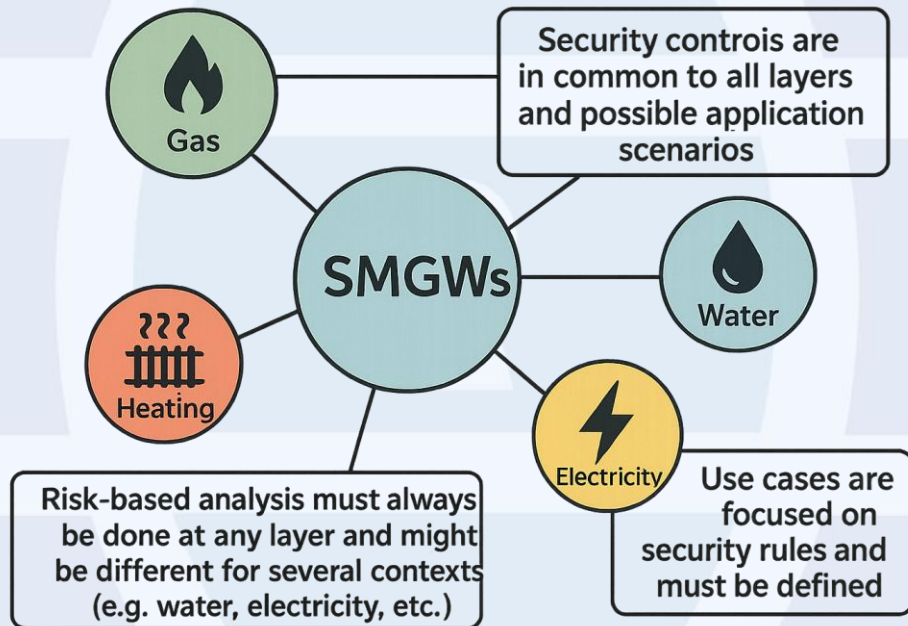 Gas
Security controis are
in common to all layers
and possible application
scenarios
SMGWs
Water
Heating
Electricity
Risk-based analysis must always
be done at any layer and might
be different for several contexts
(e.g. water, electricity, etc.)
Use cases are
focused on
security rules and
must be defined